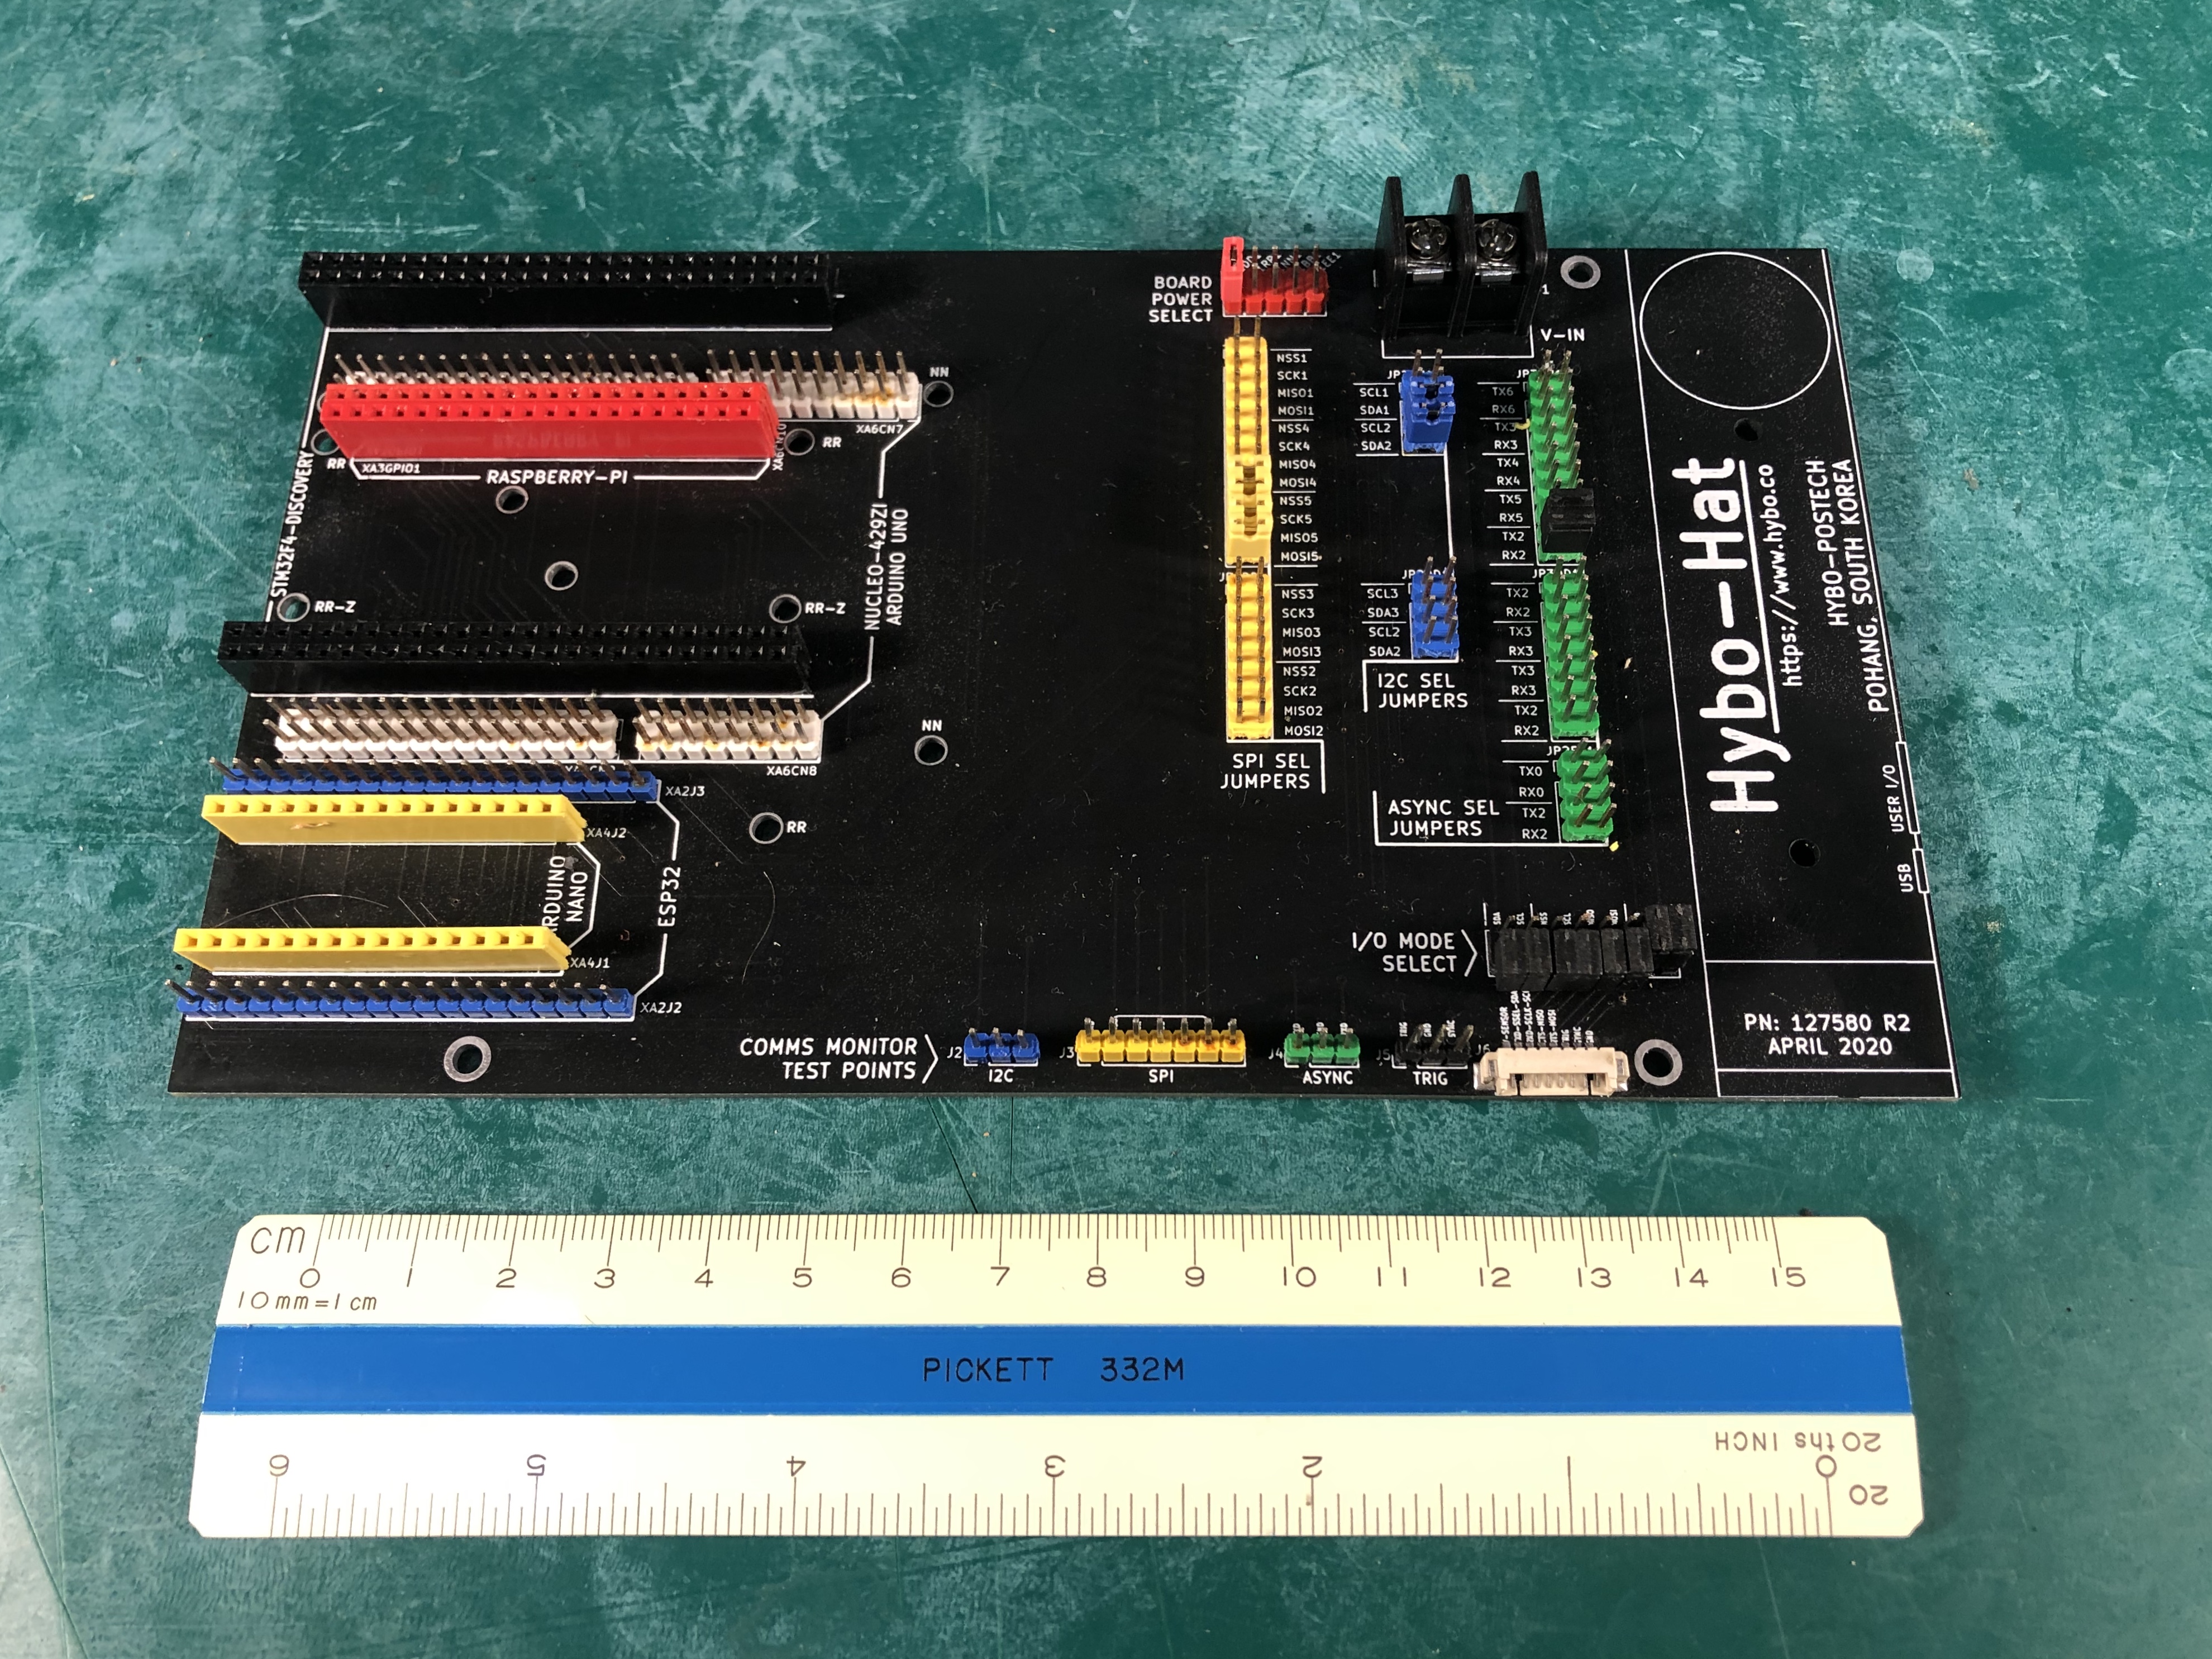 BOARD
POWER
SELECT
V-IN
NN
XA6CN7
NSS1
SCK1
MISO1
MOSI1
NSS4
SCK4
MISO4
MOSI4
NSS5
SCK5
MISO5
MOSI5
SCL1
SDA1
SCL2
SDA2
TX6
RX6
TX3
RX3
TX4
RX4
TX5
RX5
TX2
RX2
RR
XA3GPIO1
RR
RASPBERRY-PI
STM32F4-DISCOVERY
NUCLEO-429ZI
ARDUINO UNO
RR-Z
RR-Z
NSS3
SCK3
MISO3
MOSI3
NSS2
SCK2
MISO2
MOSI2
SPI SEL
JUMPERS
SCL3
SDA3
SCL2
SDA2
I2C SEL
JUMPERS
TX2
RX2
TX3
RX3
TX3
RX3
TX2
RX2
TX0
RX0
TX2
RX2
ASYNC SEL
JUMPERS
Hybo-Hat
https://www.hybo.co
HYBO-POSTECH
POHANG, SOUTH KOREA
USER I/O
USB
NN
XA6CN8
XA2J3
XA4J2
RR
ARDUINO
NANO
ESP32
XA4J1
XA2J2
I/O MODE
SELECT
COMMS MONITOR
TEST POINTS
J2
I2C
J3
SPI
J4
ASYNC
J5
TRIG
J6
PN: 127580 R2
APRIL 2020
cm
0 1 2 3 4 5 6 7 8 9 10 11 12 13 14 15
10 mm = 1 cm
PICKETT 332M
20 ths INCH
6 5 4 3 2 1 0
20